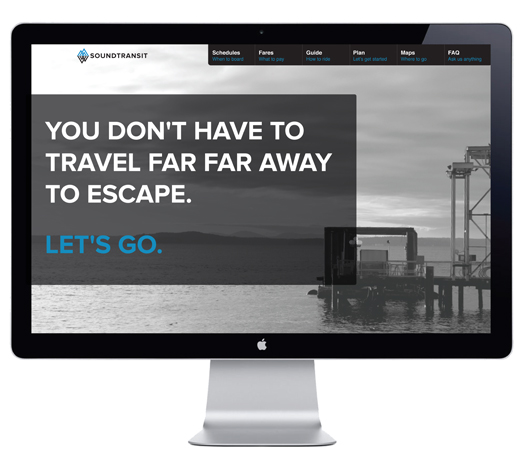 SOUNDTRANSIT
Schedules
When to board
Fares
What to pay
Guide
How to ride
Plan
Let's get started
Maps
Where to go
FAQ
Ask us anything
YOU DON'T HAVE TO
TRAVEL FAR FAR AWAY
TO ESCAPE.
LET'S GO.